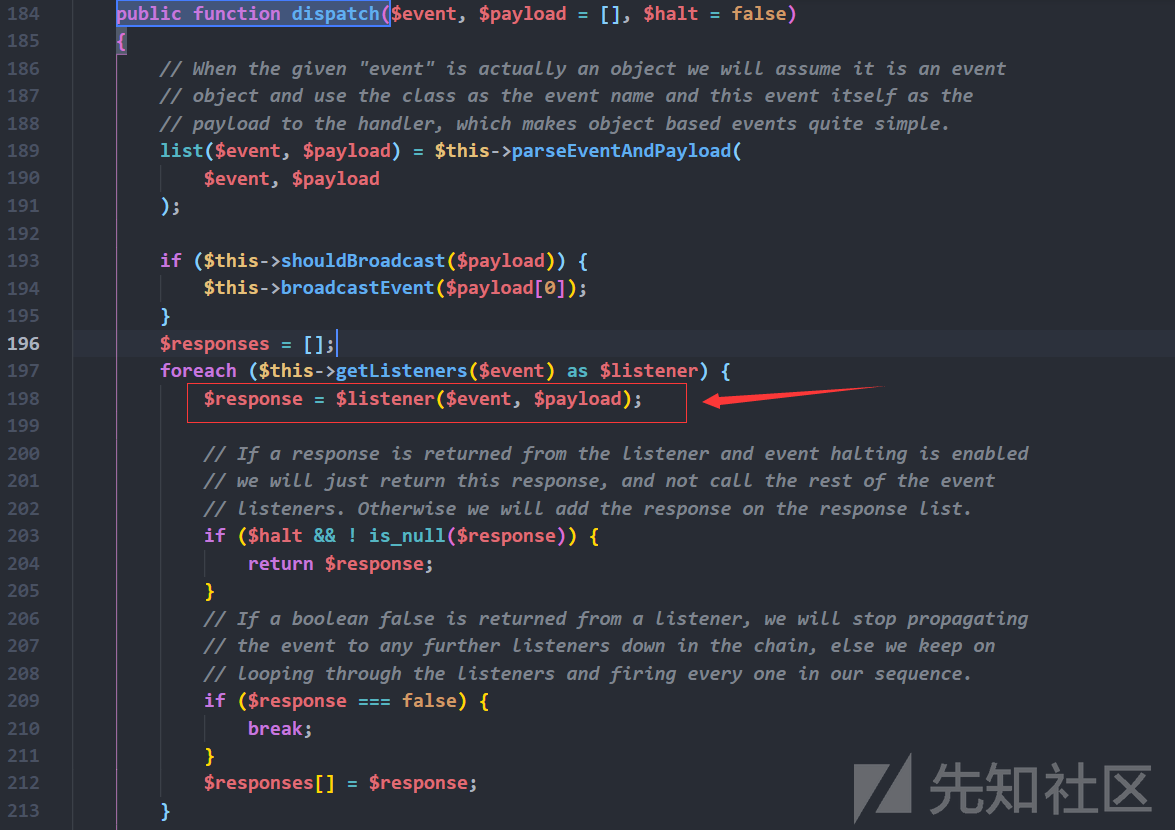 184 public function dispatch($event, $payload = [], $halt = false)
185 {
186 // When the given "event" is actually an object we will assume it is an event
187 // object and use the class as the event name and this event itself as the
188 // payload to the handler, which makes object based events quite simple.
189 list($event, $payload) = $this->parseEventAndPayload(
190 $event, $payload
191 );
192
193 if ($this->shouldBroadcast($payload)) {
194 $this->broadcastEvent($payload[0]);
195 }
196 $responses = [];
197 foreach ($this->getListeners($event) as $listener) {
198 $response = $listener($event, $payload);
199
200 // If a response is returned from the listener and event halting is enabled
201 // we will just return this response, and not call the rest of the event
202 // listeners. Otherwise we will add the response on the response list.
203 if ($halt && ! is_null($response)) {
204 return $response;
205 }
206 // If a boolean false is returned from a listener, we will stop propagating
207 // the event to any further listeners down in the chain, else we keep on
208 // looping through the listeners and firing every one in our sequence.
209 if ($response === false) {
210 break;
211 }
212 $responses[] = $response;
213 }
先知社区